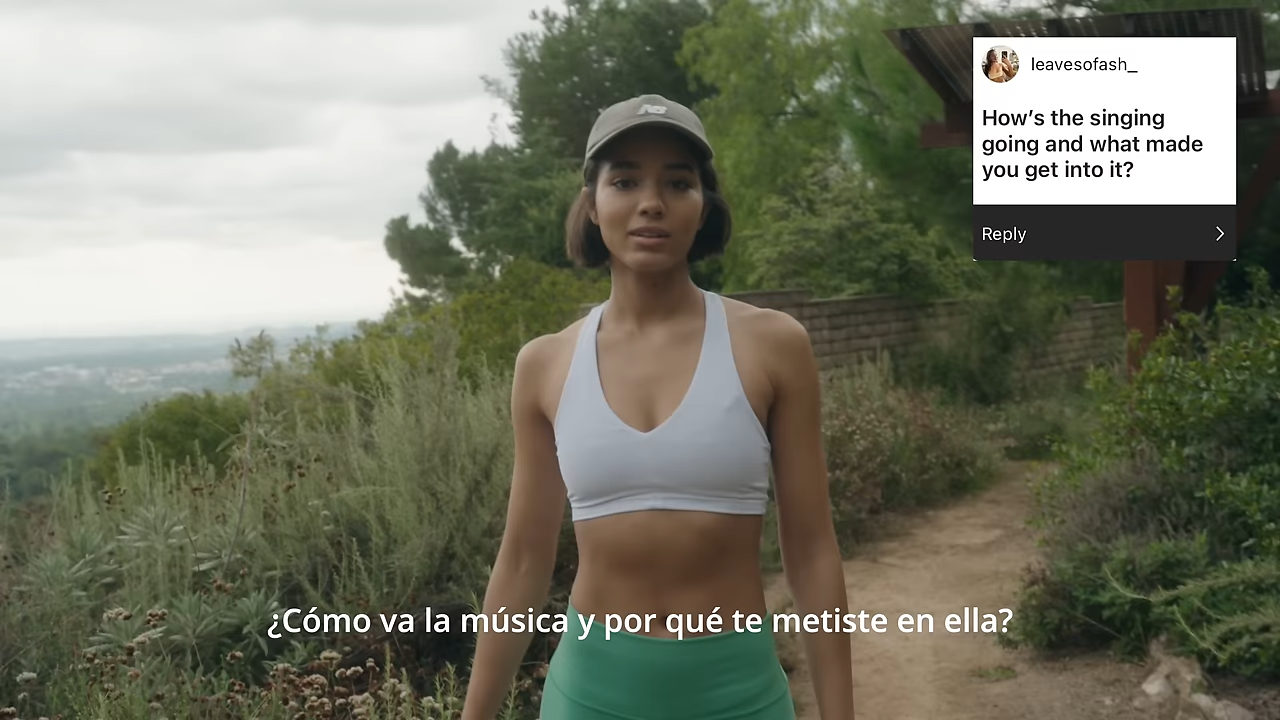 leavesofash_
How’s the singing
going and what made
you get into it?
Reply
¿Cómo va la música y por qué te metiste en ella?